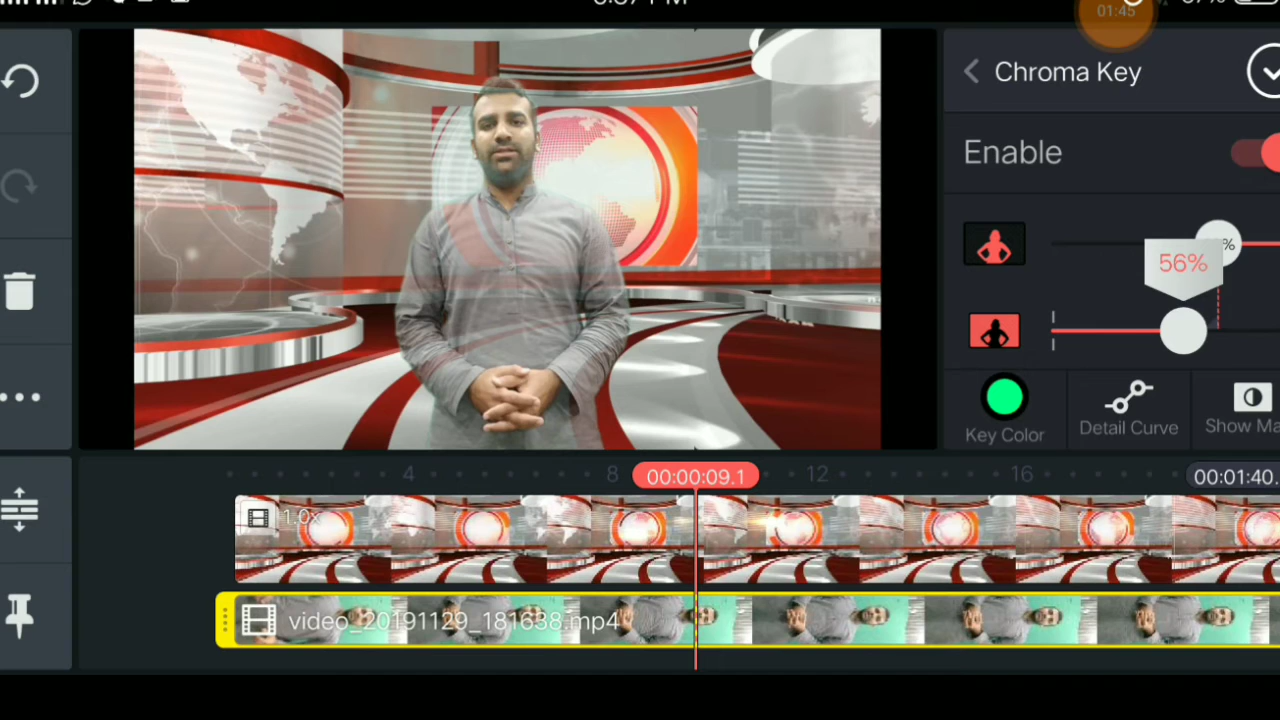 01:45
Chroma Key
Enable
%
56%
Key Color
Detail Curve
Show Ma
4
8
00:00:09.1
12
16
00:01:40.
1.0x
video_20191129_181638.mp4